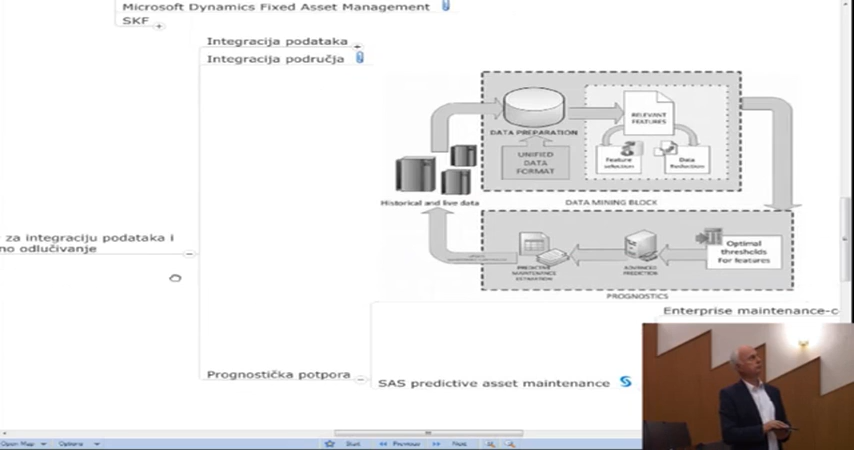 Microsoft Dynamics Fixed Asset Management
SKF
Integracija podataka
Integracija područja
RELEVANT
FEATURES
DATA PREPARATION
UNIFIED
DATA
FORMAT
Feature
selection
Data
Reduction
Historical and live data
DATA MINING BLOCK
za integraciju podataka i
no odlučivanje
Optimal
thresholds
For features
PREDICTIVE
MAINTENANCE
ESTIMATION
ADVANCED
PREDICTION
PROGNOSTICS
Enterprise maintenance-c
Prognostička potpora
SAS predictive asset maintenance
Open Map
Options
Start
Previous
Next